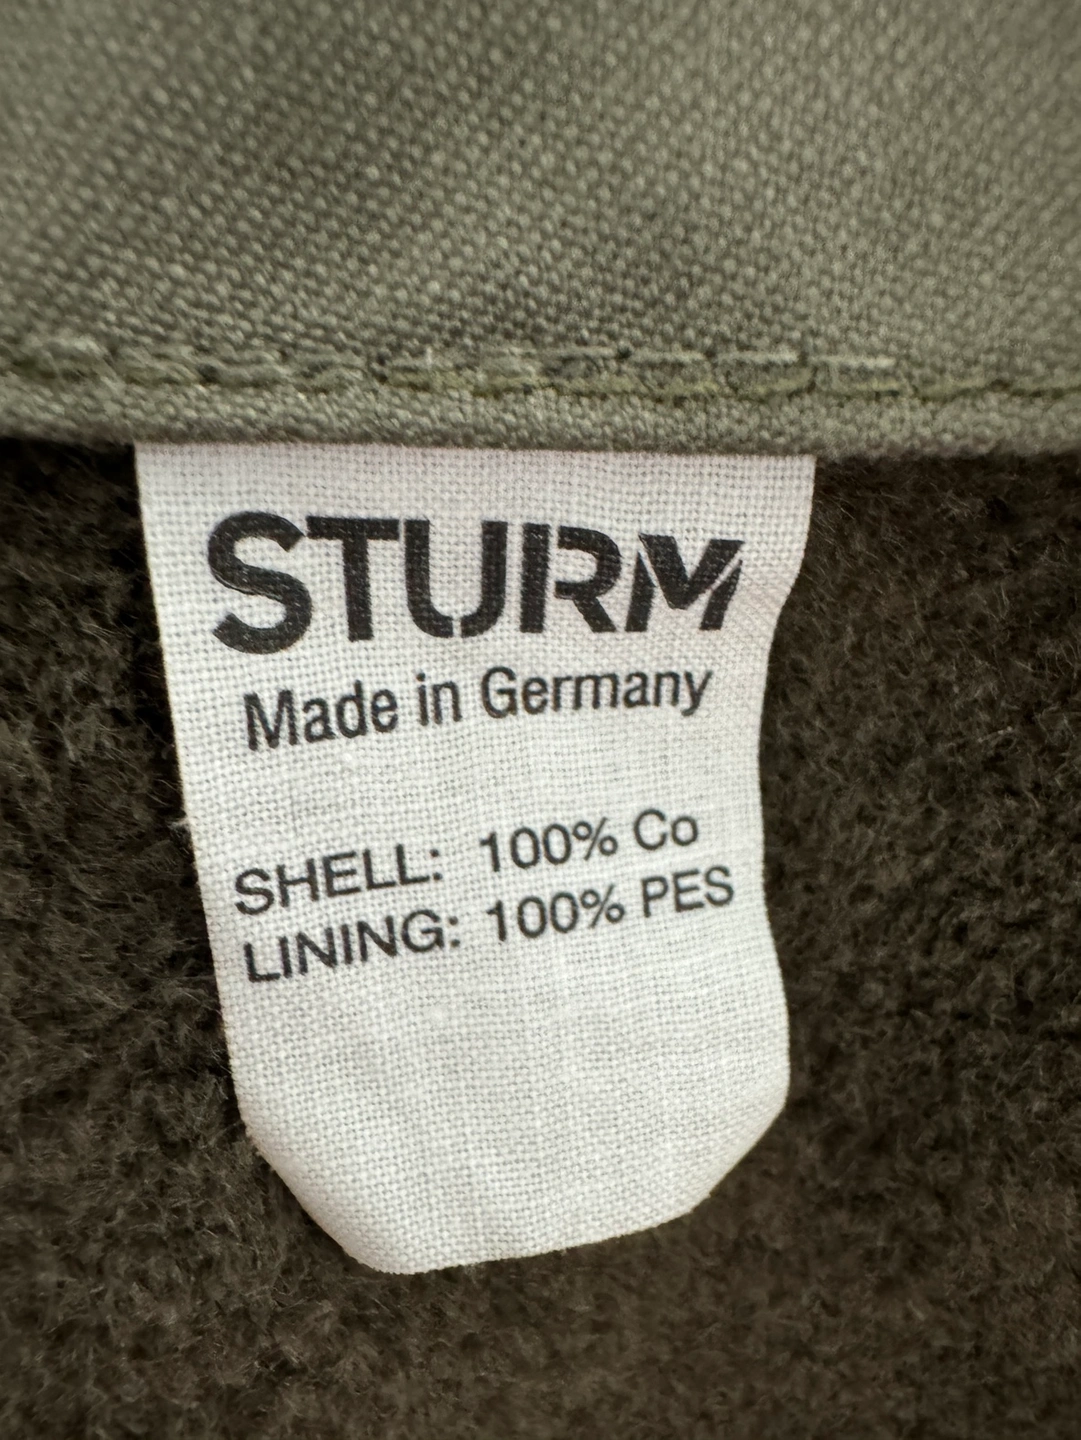 STURM
Made in Germany
SHELL: 100% Co
LINING: 100% PES